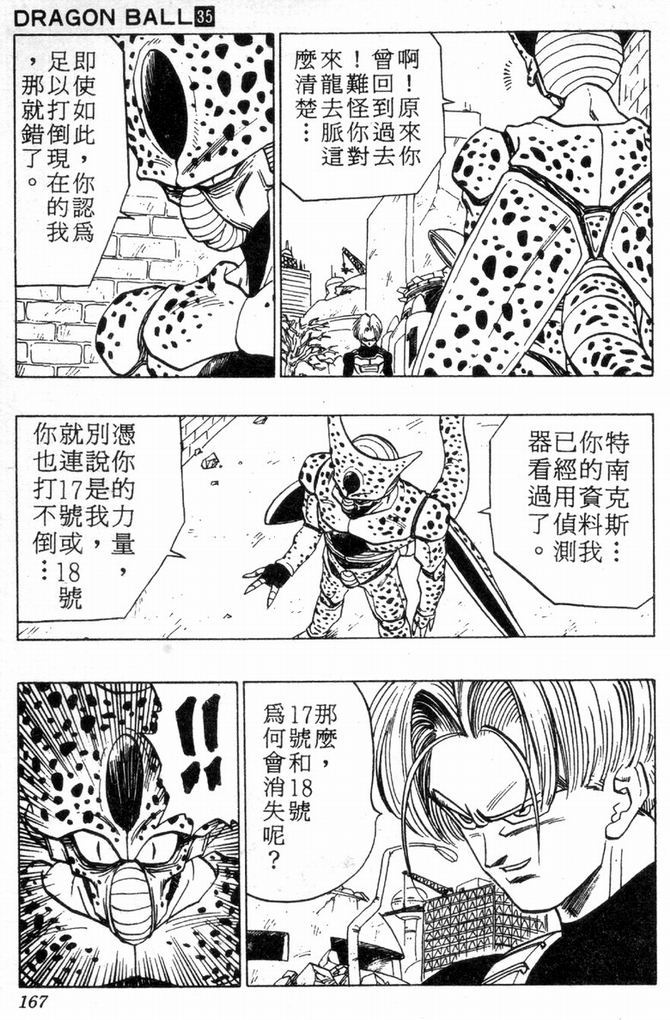 DRAGON BALL 35
啊！原來你
曾回到過去
！難怪你對
來龍去脈這
麼清楚…
即使如此，你認爲
足以打倒現在的我
，那就錯了。
特南克斯…
你的資料我
已經用偵測
器看過了。
憑你的力量，
別說是我，
就連17號或18號
你也打不倒…
那麼，
17號和18號
爲何會消失呢？
!!
167